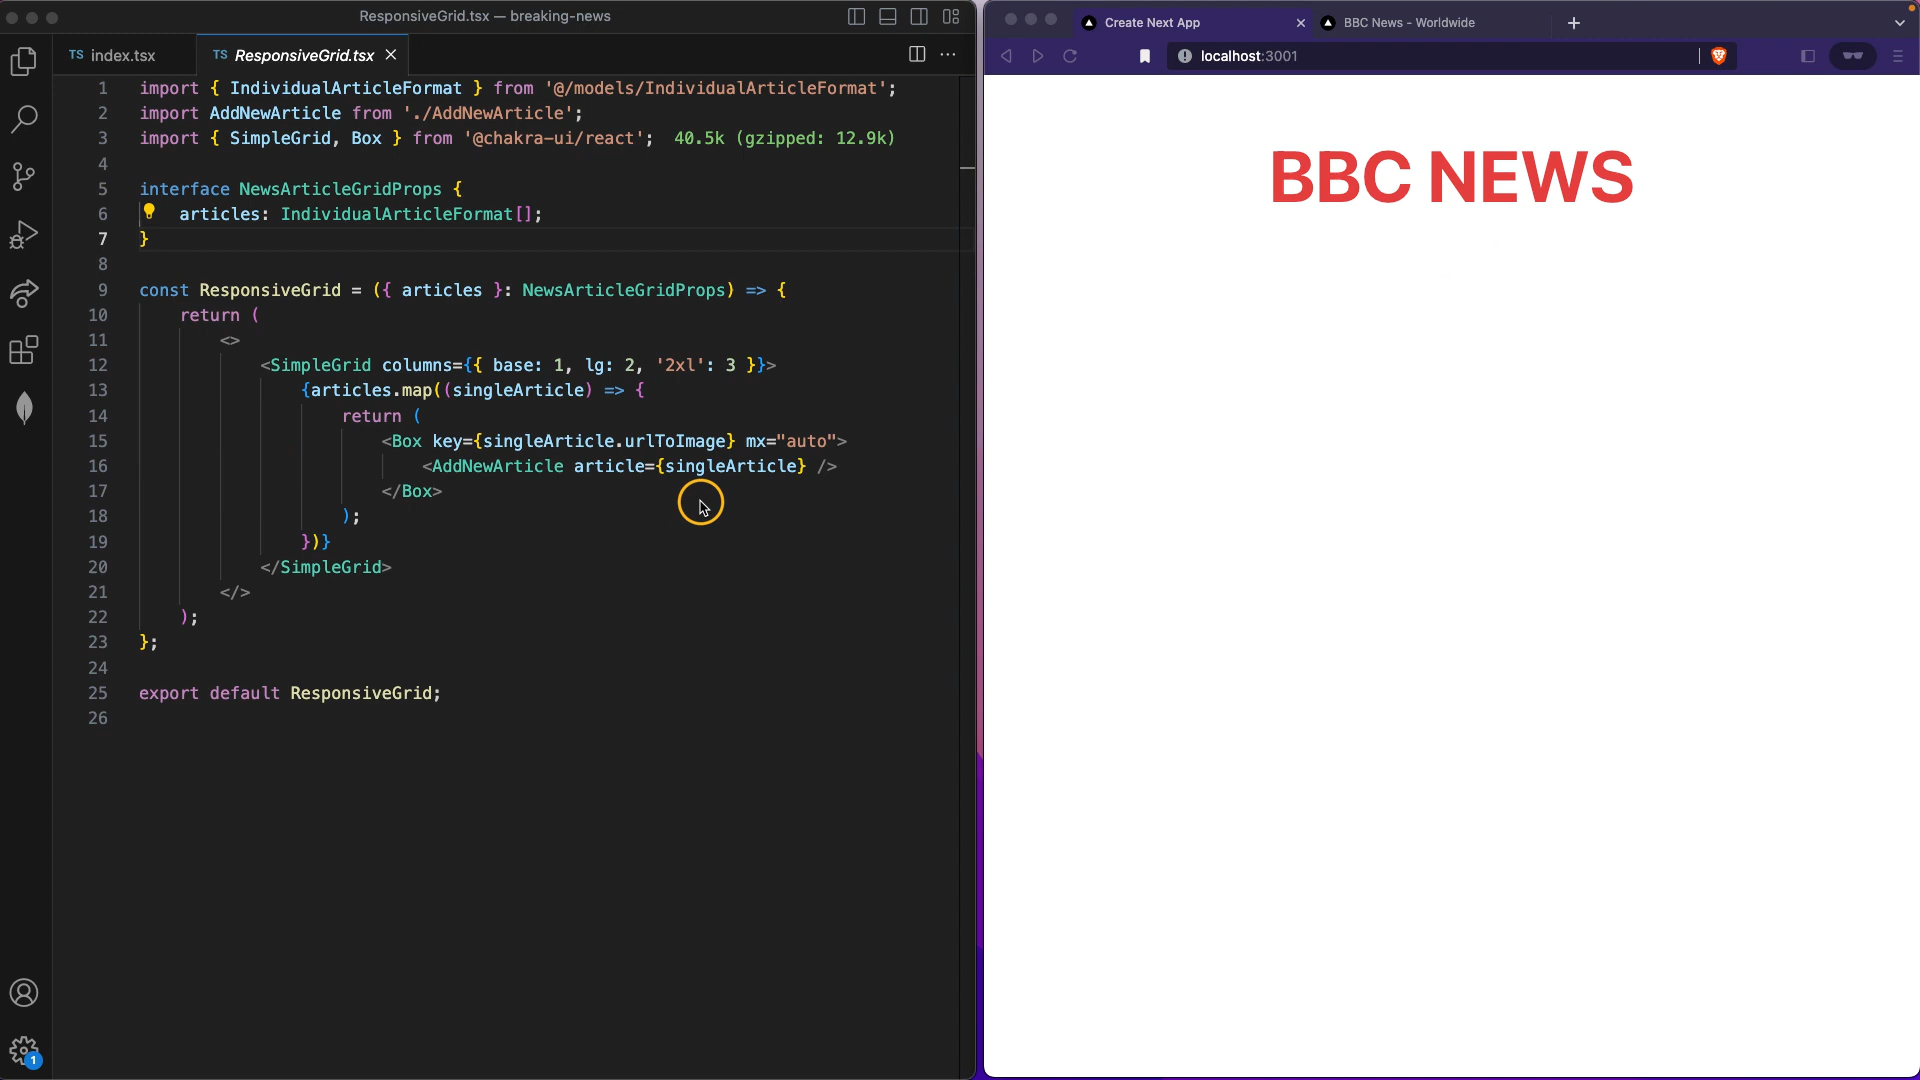 ResponsiveGrid.tsx — breaking-news
TS index.tsx
TS ResponsiveGrid.tsx
1 import { IndividualArticleFormat } from '@/models/IndividualArticleFormat';
2 import AddNewArticle from './AddNewArticle';
3 import { SimpleGrid, Box } from '@chakra-ui/react'; 40.5k (gzipped: 12.9k)
4
5 interface NewsArticleGridProps {
6 articles: IndividualArticleFormat[];
7 }
8
9 const ResponsiveGrid = ({ articles }: NewsArticleGridProps) => {
10 return (
11 <>
12 <SimpleGrid columns={{ base: 1, lg: 2, '2xl': 3 }}>
13 {articles.map((singleArticle) => {
14 return (
15 <Box key={singleArticle.urlToImage} mx="auto">
16 <AddNewArticle article={singleArticle} />
17 </Box>
18 );
19 })}
20 </SimpleGrid>
21 </>
22 );
23 };
24
25 export default ResponsiveGrid;
26
1
Create Next App
BBC News - Worldwide
localhost:3001
BBC NEWS